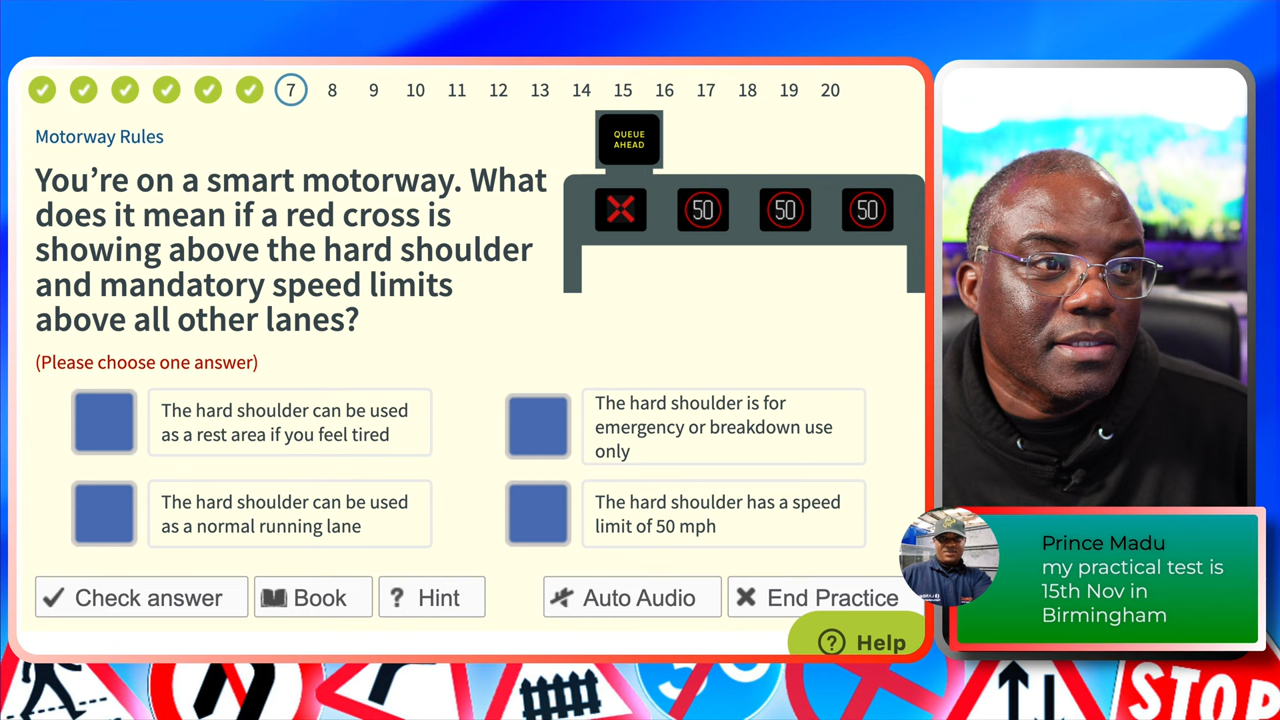 7 8 9 10 11 12 13 14 15 16 17 18 19 20
Motorway Rules
QUEUE
AHEAD
50 50 50
You’re on a smart motorway. What
does it mean if a red cross is
showing above the hard shoulder
and mandatory speed limits
above all other lanes?
(Please choose one answer)
The hard shoulder can be used
as a rest area if you feel tired
The hard shoulder is for
emergency or breakdown use
only
The hard shoulder can be used
as a normal running lane
The hard shoulder has a speed
limit of 50 mph
Check answer
Book
? Hint
Auto Audio
End Practice
? Help
Prince Madu
my practical test is
15th Nov in
Birmingham
STOP